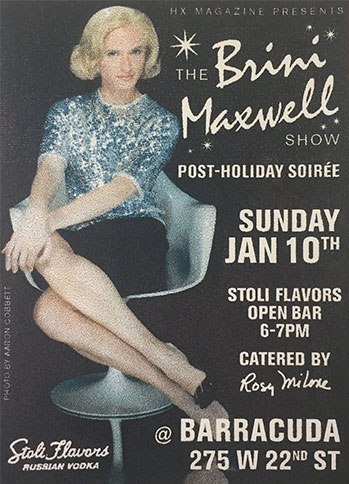 HX MAGAZINE PRESENTS
THE Brini
Maxwell
SHOW
POST-HOLIDAY SOIRÉE
SUNDAY
JAN 10TH
STOLI FLAVORS
OPEN BAR
6-7PM
CATERED BY
Rosy Milone
@ BARRACUDA
275 W 22ND ST
Stoli Flavors
RUSSIAN VODKA
PHOTO BY AARON COBBETT